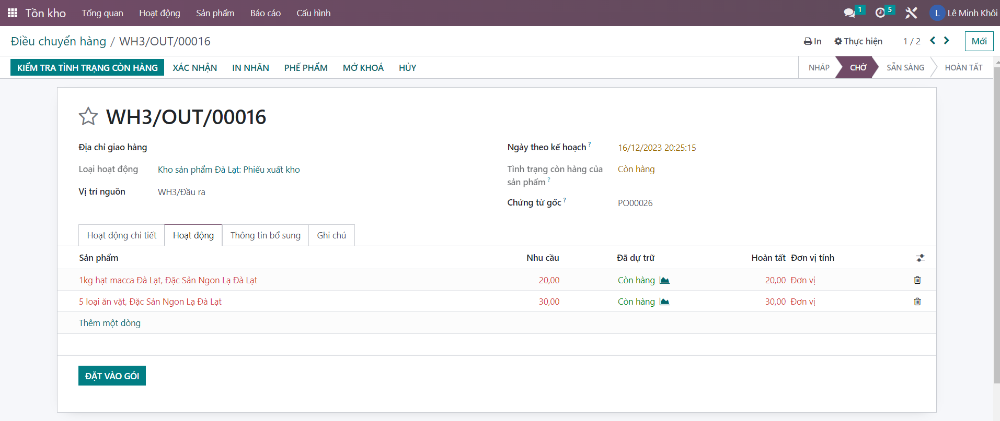 Tồn kho Tổng quan Hoạt động Sản phẩm Báo cáo Cấu hình 1 5 L Lê Minh Khôi
Điều chuyển hàng / WH3/OUT/00016 In Thực hiện 1 / 2 Mới
KIỂM TRA TÌNH TRẠNG CÒN HÀNG XÁC NHẬN IN NHÃN PHẾ PHẨM MỞ KHOÁ HỦY NHÁP CHỜ SẴN SÀNG HOÀN TẤT
WH3/OUT/00016
Địa chỉ giao hàng Ngày theo kế hoạch ? 16/12/2023 20:25:15
Loại hoạt động Kho sản phẩm Đà Lạt: Phiếu xuất kho Tình trạng còn hàng của Còn hàng
sản phẩm ?
Vị trí nguồn WH3/Đầu ra
Chứng từ gốc ? PO00026
Hoạt động chi tiết Hoạt động Thông tin bổ sung Ghi chú
Sản phẩm Nhu cầu Đã dự trữ Hoàn tất Đơn vị tính
1kg hạt macca Đà Lạt, Đặc Sản Ngon Lạ Đà Lạt 20,00 Còn hàng 20,00 Đơn vị
5 loại ăn vặt, Đặc Sản Ngon Lạ Đà Lạt 30,00 Còn hàng 30,00 Đơn vị
Thêm một dòng
ĐẶT VÀO GÓI